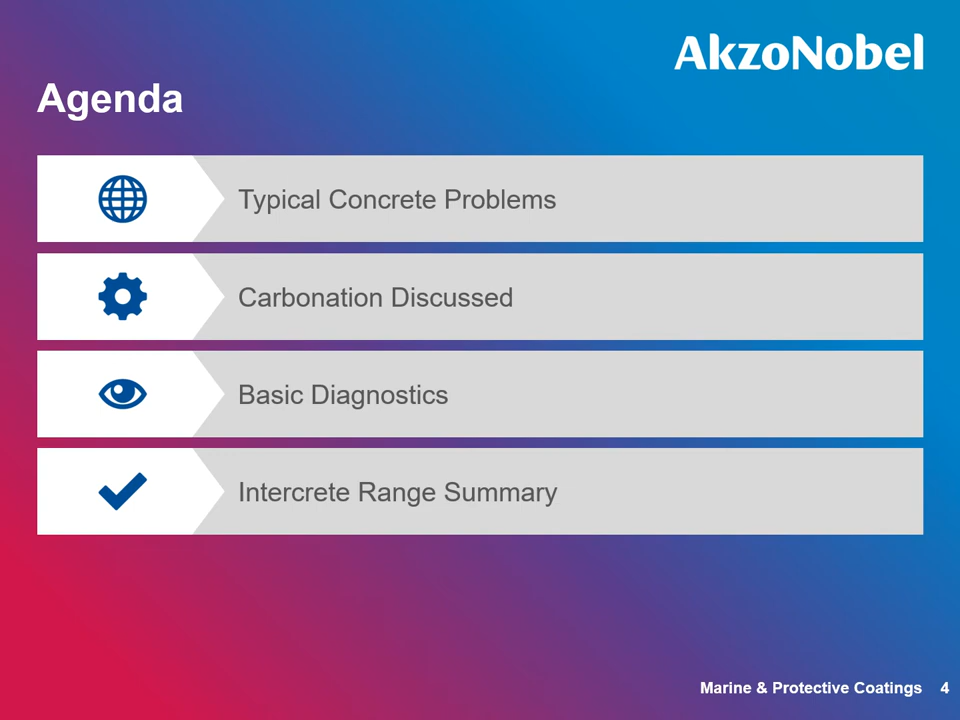 AkzoNobel
Agenda
Typical Concrete Problems
Carbonation Discussed
Basic Diagnostics
Intercrete Range Summary
Marine & Protective Coatings 4